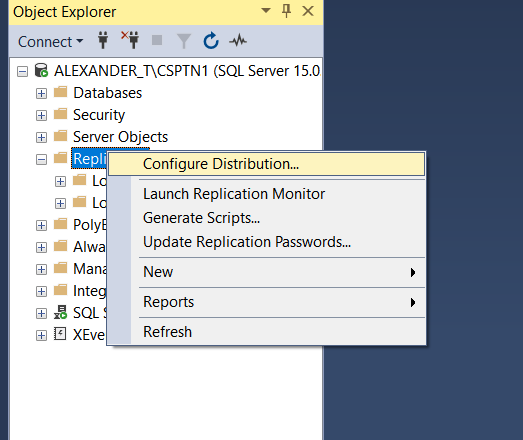 Object Explorer
Connect
ALEXANDER_T\CSPTN1 (SQL Server 15.0
Databases
Security
Server Objects
Repli
Configure Distribution...
Lo
Launch Replication Monitor
Lo
Generate Scripts...
PolyB
Update Replication Passwords...
Alwa
Mana
New
Integ
Reports
SQL S
XEve
Refresh